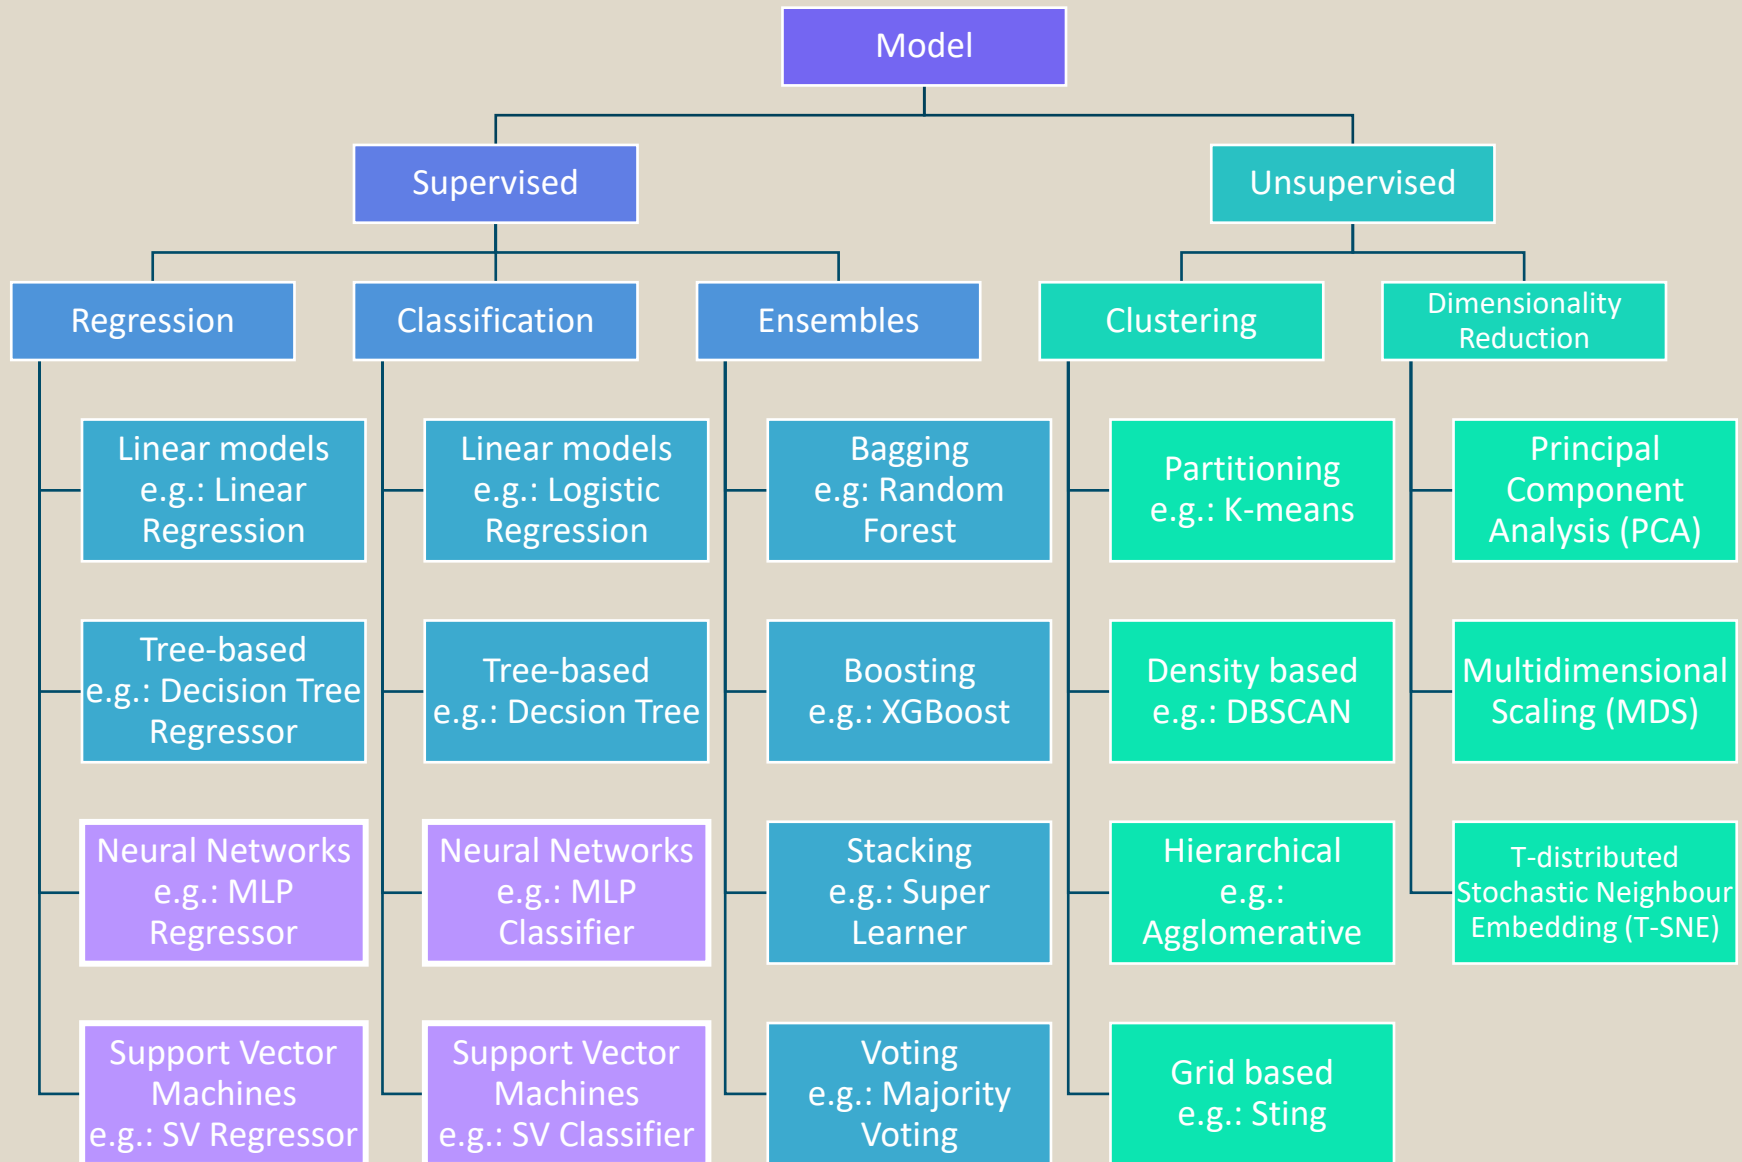 Model
Supervised
Unsupervised
Regression
Classification
Ensembles
Clustering
Dimensionality
Reduction
Linear models
e.g.: Linear
Regression
Linear models
e.g.: Logistic
Regression
Bagging
e.g: Random
Forest
Partitioning
e.g.: K-means
Principal
Component
Analysis (PCA)
Tree-based
e.g.: Decision Tree
Regressor
Tree-based
e.g.: Decsion Tree
Boosting
e.g.: XGBoost
Density based
e.g.: DBSCAN
Multidimensional
Scaling (MDS)
Neural Networks
e.g.: MLP
Regressor
Neural Networks
e.g.: MLP
Classifier
Stacking
e.g.: Super
Learner
Hierarchical
e.g.:
Agglomerative
T-distributed
Stochastic Neighbour
Embedding (T-SNE)
Support Vector
Machines
e.g.: SV Regressor
Support Vector
Machines
e.g.: SV Classifier
Voting
e.g.: Majority
Voting
Grid based
e.g.: Sting